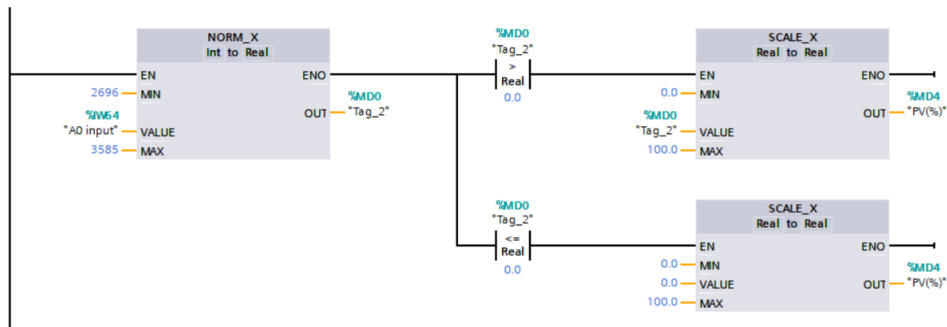 NORM_X
Int to Real
EN
ENO
2696
MIN
%IW64
"A0 input"
VALUE
3585
MAX
OUT
%MD0
"Tag_2"
%MD0
"Tag_2"
>
Real
0.0
SCALE_X
Real to Real
EN
ENO
0.0
MIN
%MD0
"Tag_2"
VALUE
100.0
MAX
OUT
%MD4
"PV(%)"
%MD0
"Tag_2"
<=
Real
0.0
SCALE_X
Real to Real
EN
ENO
0.0
MIN
0.0
VALUE
100.0
MAX
OUT
%MD4
"PV(%)"